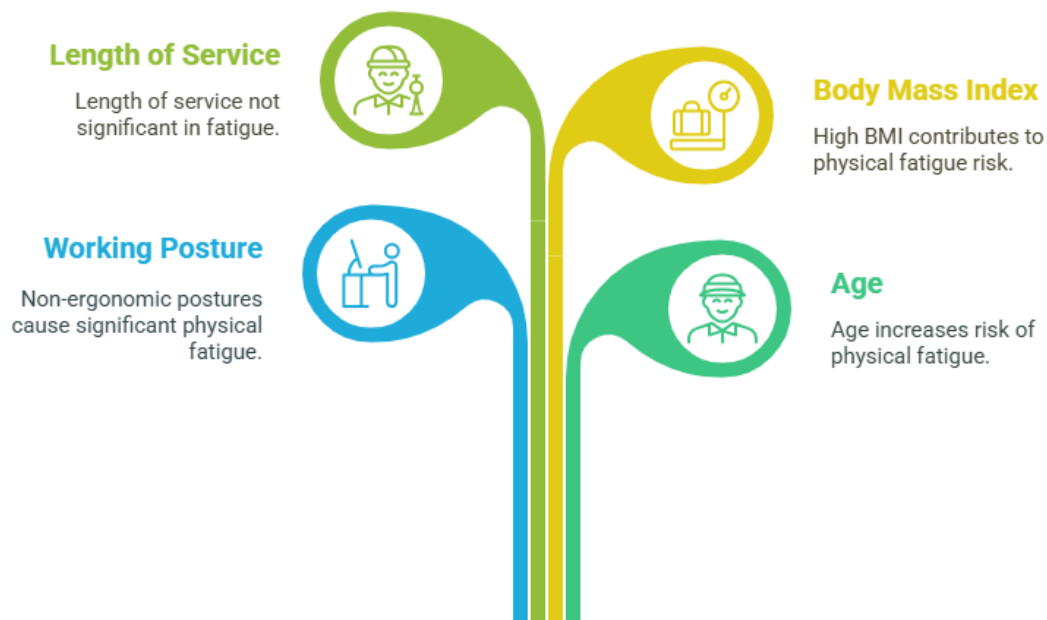 Length of Service
Length of service not
significant in fatigue.
Body Mass Index
High BMI contributes to
physical fatigue risk.
Working Posture
Non-ergonomic postures
cause significant physical
fatigue.
Age
Age increases risk of
physical fatigue.